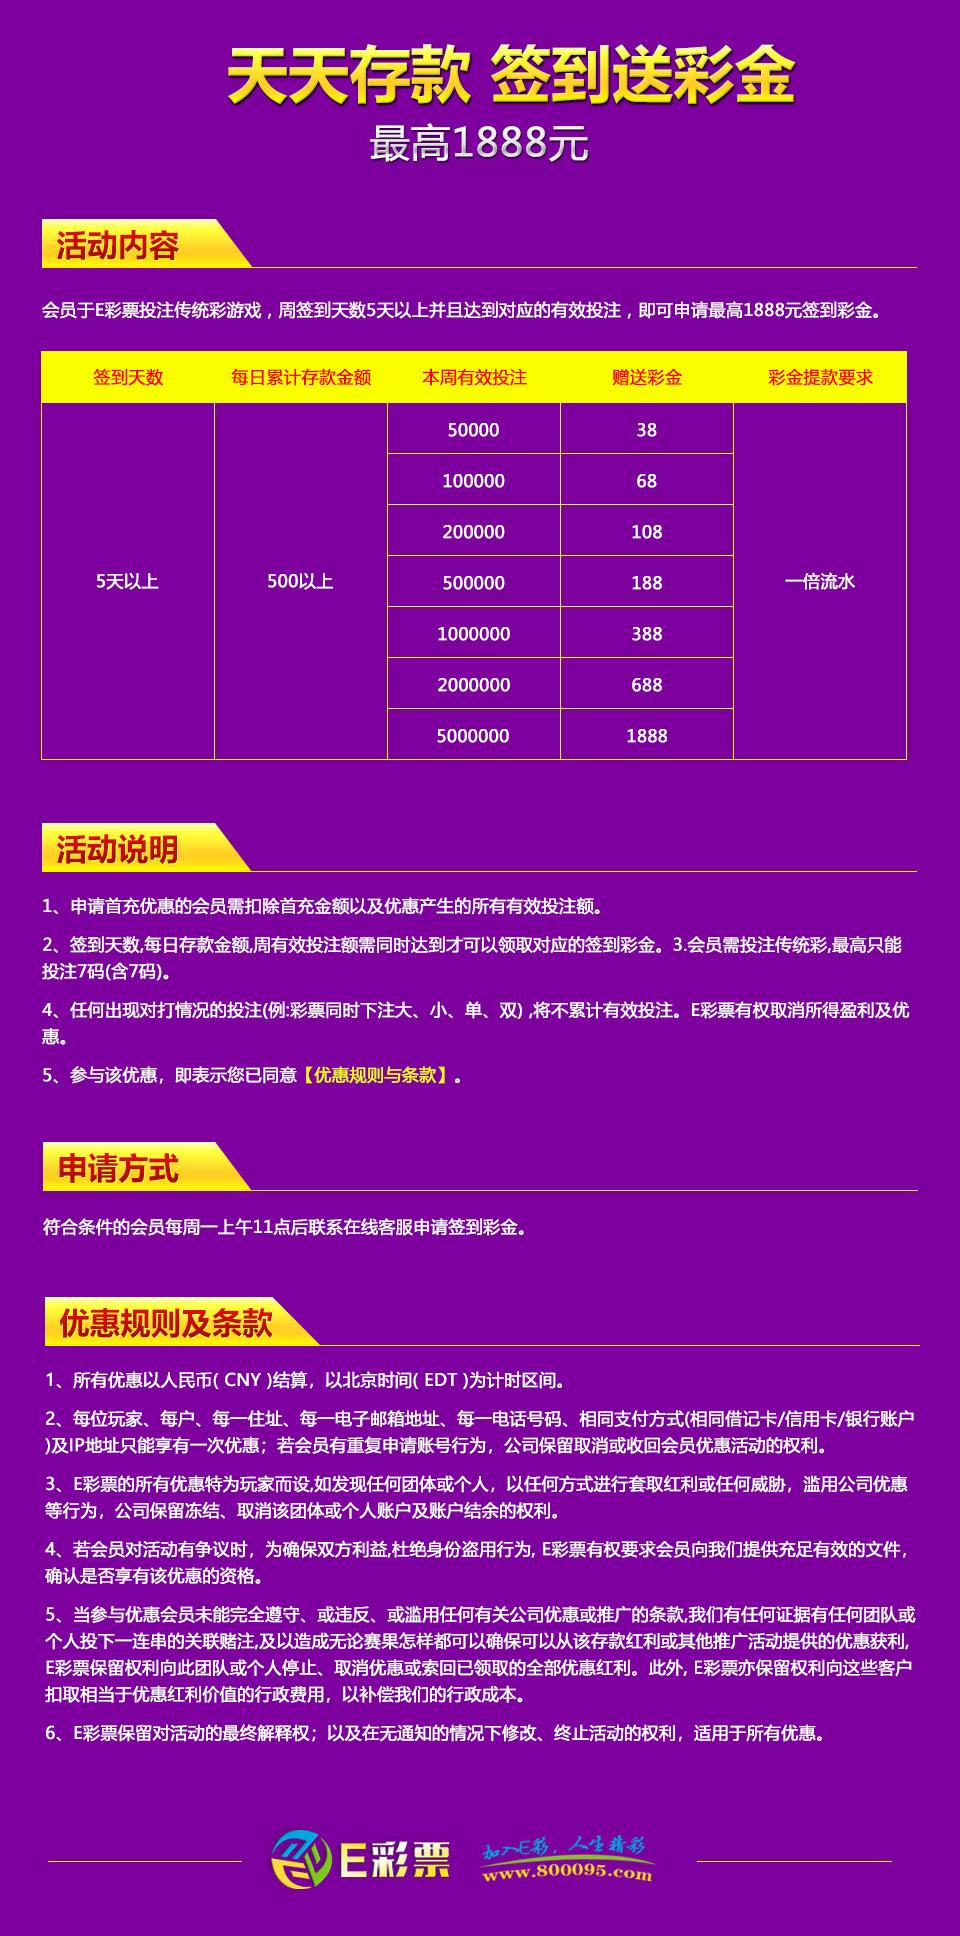 天天存款 签到送彩金
最高1888元
活动内容
会员于E彩票投注传统彩游戏，周签到天数5天以上并且达到对应的有效投注，即可申请最高1888元签到彩金。
签到天数 每日累计存款金额 本周有效投注 赠送彩金 彩金提款要求
50000 38
100000 68
200000 108
5天以上 500以上 500000 188 一倍流水
1000000 388
2000000 688
5000000 1888
活动说明
1、申请首充优惠的会员需扣除首充金额以及优惠产生的所有有效投注额。
2、签到天数,每日存款金额,周有效投注额需同时达到才可以领取对应的签到彩金。3.会员需投注传统彩,最高只能
投注7码(含7码)。
4、任何出现对打情况的投注(例:彩票同时下注大、小、单、双) ,将不累计有效投注。E彩票有权取消所得盈利及优
惠。
5、参与该优惠，即表示您已同意【优惠规则与条款】。
申请方式
符合条件的会员每周一上午11点后联系在线客服申请签到彩金。
优惠规则及条款
1、所有优惠以人民币( CNY )结算，以北京时间( EDT )为计时区间。
2、每位玩家、每户、每一住址、每一电子邮箱地址、每一电话号码、相同支付方式(相同借记卡/信用卡/银行账户
)及IP地址只能享有一次优惠；若会员有重复申请账号行为，公司保留取消或收回会员优惠活动的权利。
3、E彩票的所有优惠特为玩家而设,如发现任何团体或个人，以任何方式进行套取红利或任何威胁，滥用公司优惠
等行为，公司保留冻结、取消该团体或个人账户及账户结余的权利。
4、若会员对活动有争议时，为确保双方利益,杜绝身份盗用行为, E彩票有权要求会员向我们提供充足有效的文件，
确认是否享有该优惠的资格。
5、当参与优惠会员未能完全遵守、或违反、或滥用任何有关公司优惠或推广的条款,我们有任何证据有任何团队或
个人投下一连串的关联赌注,及以造成无论赛果怎样都可以确保可以从该存款红利或其他推广活动提供的优惠获利,
E彩票保留权利向此团队或个人停止、取消优惠或索回已领取的全部优惠红利。此外, E彩票亦保留权利向这些客户
扣取相当于优惠红利价值的行政费用，以补偿我们的行政成本。
6、E彩票保留对活动的最终解释权；以及在无通知的情况下修改、终止活动的权利，适用于所有优惠。
E彩票 加入E彩，人生精彩
www.800095.com